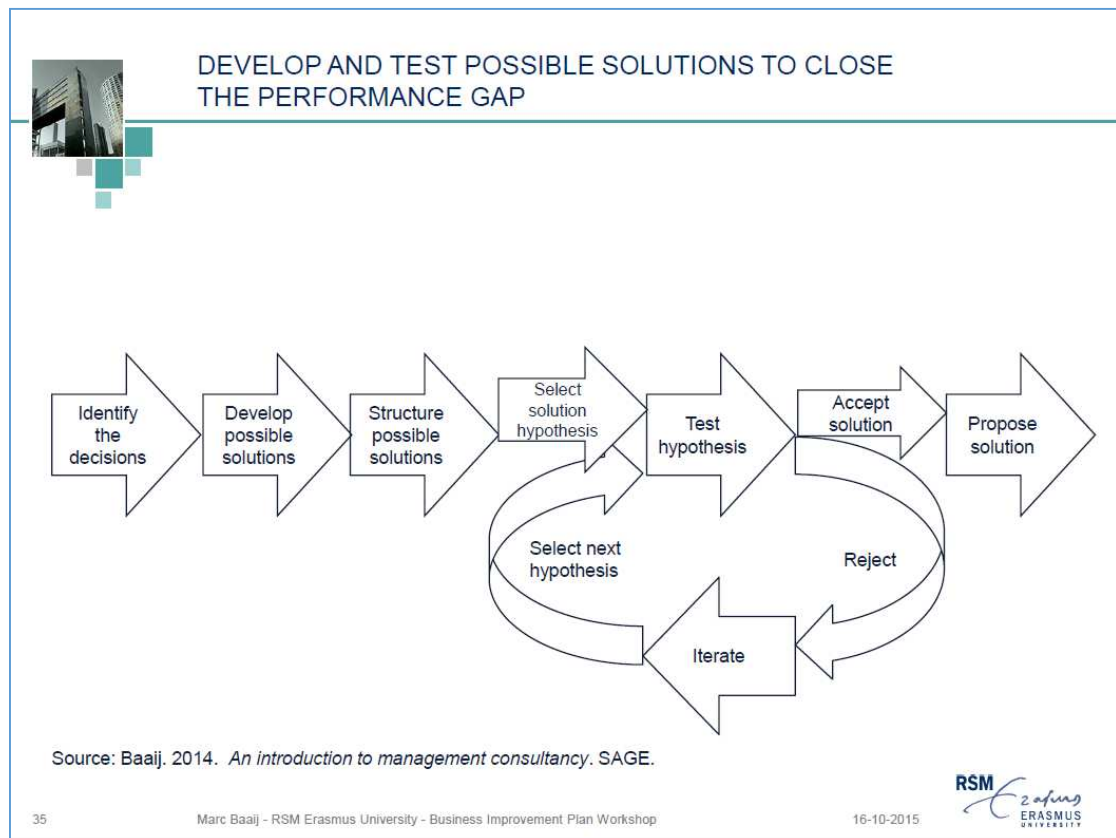 DEVELOP AND TEST POSSIBLE SOLUTIONS TO CLOSE
THE PERFORMANCE GAP
Identify
the
decisions
Develop
possible
solutions
Structure
possible
solutions
Select
solution
hypothesis
Test
hypothesis
Accept
solution
Propose
solution
Select next
hypothesis
Reject
Iterate
Source: Baaij. 2014. An introduction to management consultancy. SAGE.
35
Marc Baaij - RSM Erasmus University - Business Improvement Plan Workshop
16-10-2015
RSM
Erasmus
ERASMUS
UNIVERSITY